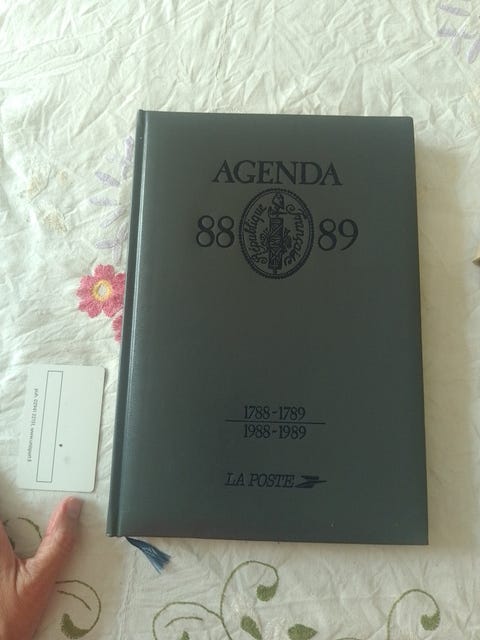 AGENDA
88 République Française 89
1788-1789
1988-1989
LA POSTE